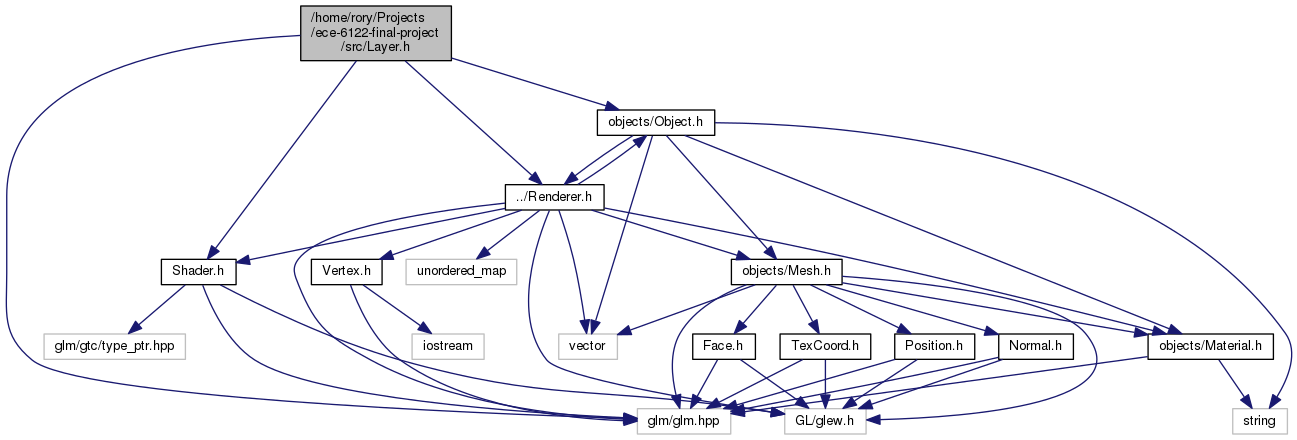 /home/rory/Projects
/ece-6122-final-project
/src/Layer.h
objects/Object.h
../Renderer.h
Shader.h
Vertex.h
unordered_map
objects/Mesh.h
glm/gtc/type_ptr.hpp
iostream
vector
Face.h
TexCoord.h
Position.h
Normal.h
objects/Material.h
glm/glm.hpp
GL/glew.h
string